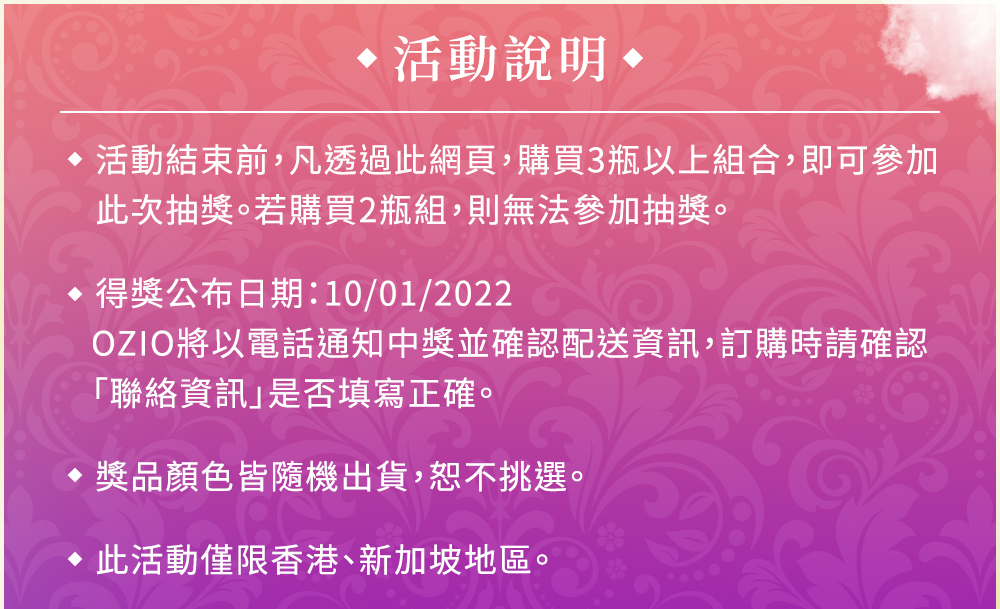 活動說明
活動結束前，凡透過此網頁，購買3瓶以上組合，即可參加
此次抽獎。若購買2瓶組，則無法參加抽獎。
得獎公布日期：10/01/2022
OZIO將以電話通知中獎並確認配送資訊，訂購時請確認
「聯絡資訊」是否填寫正確。
獎品顏色皆隨機出貨，恕不挑選。
此活動僅限香港、新加坡地區。